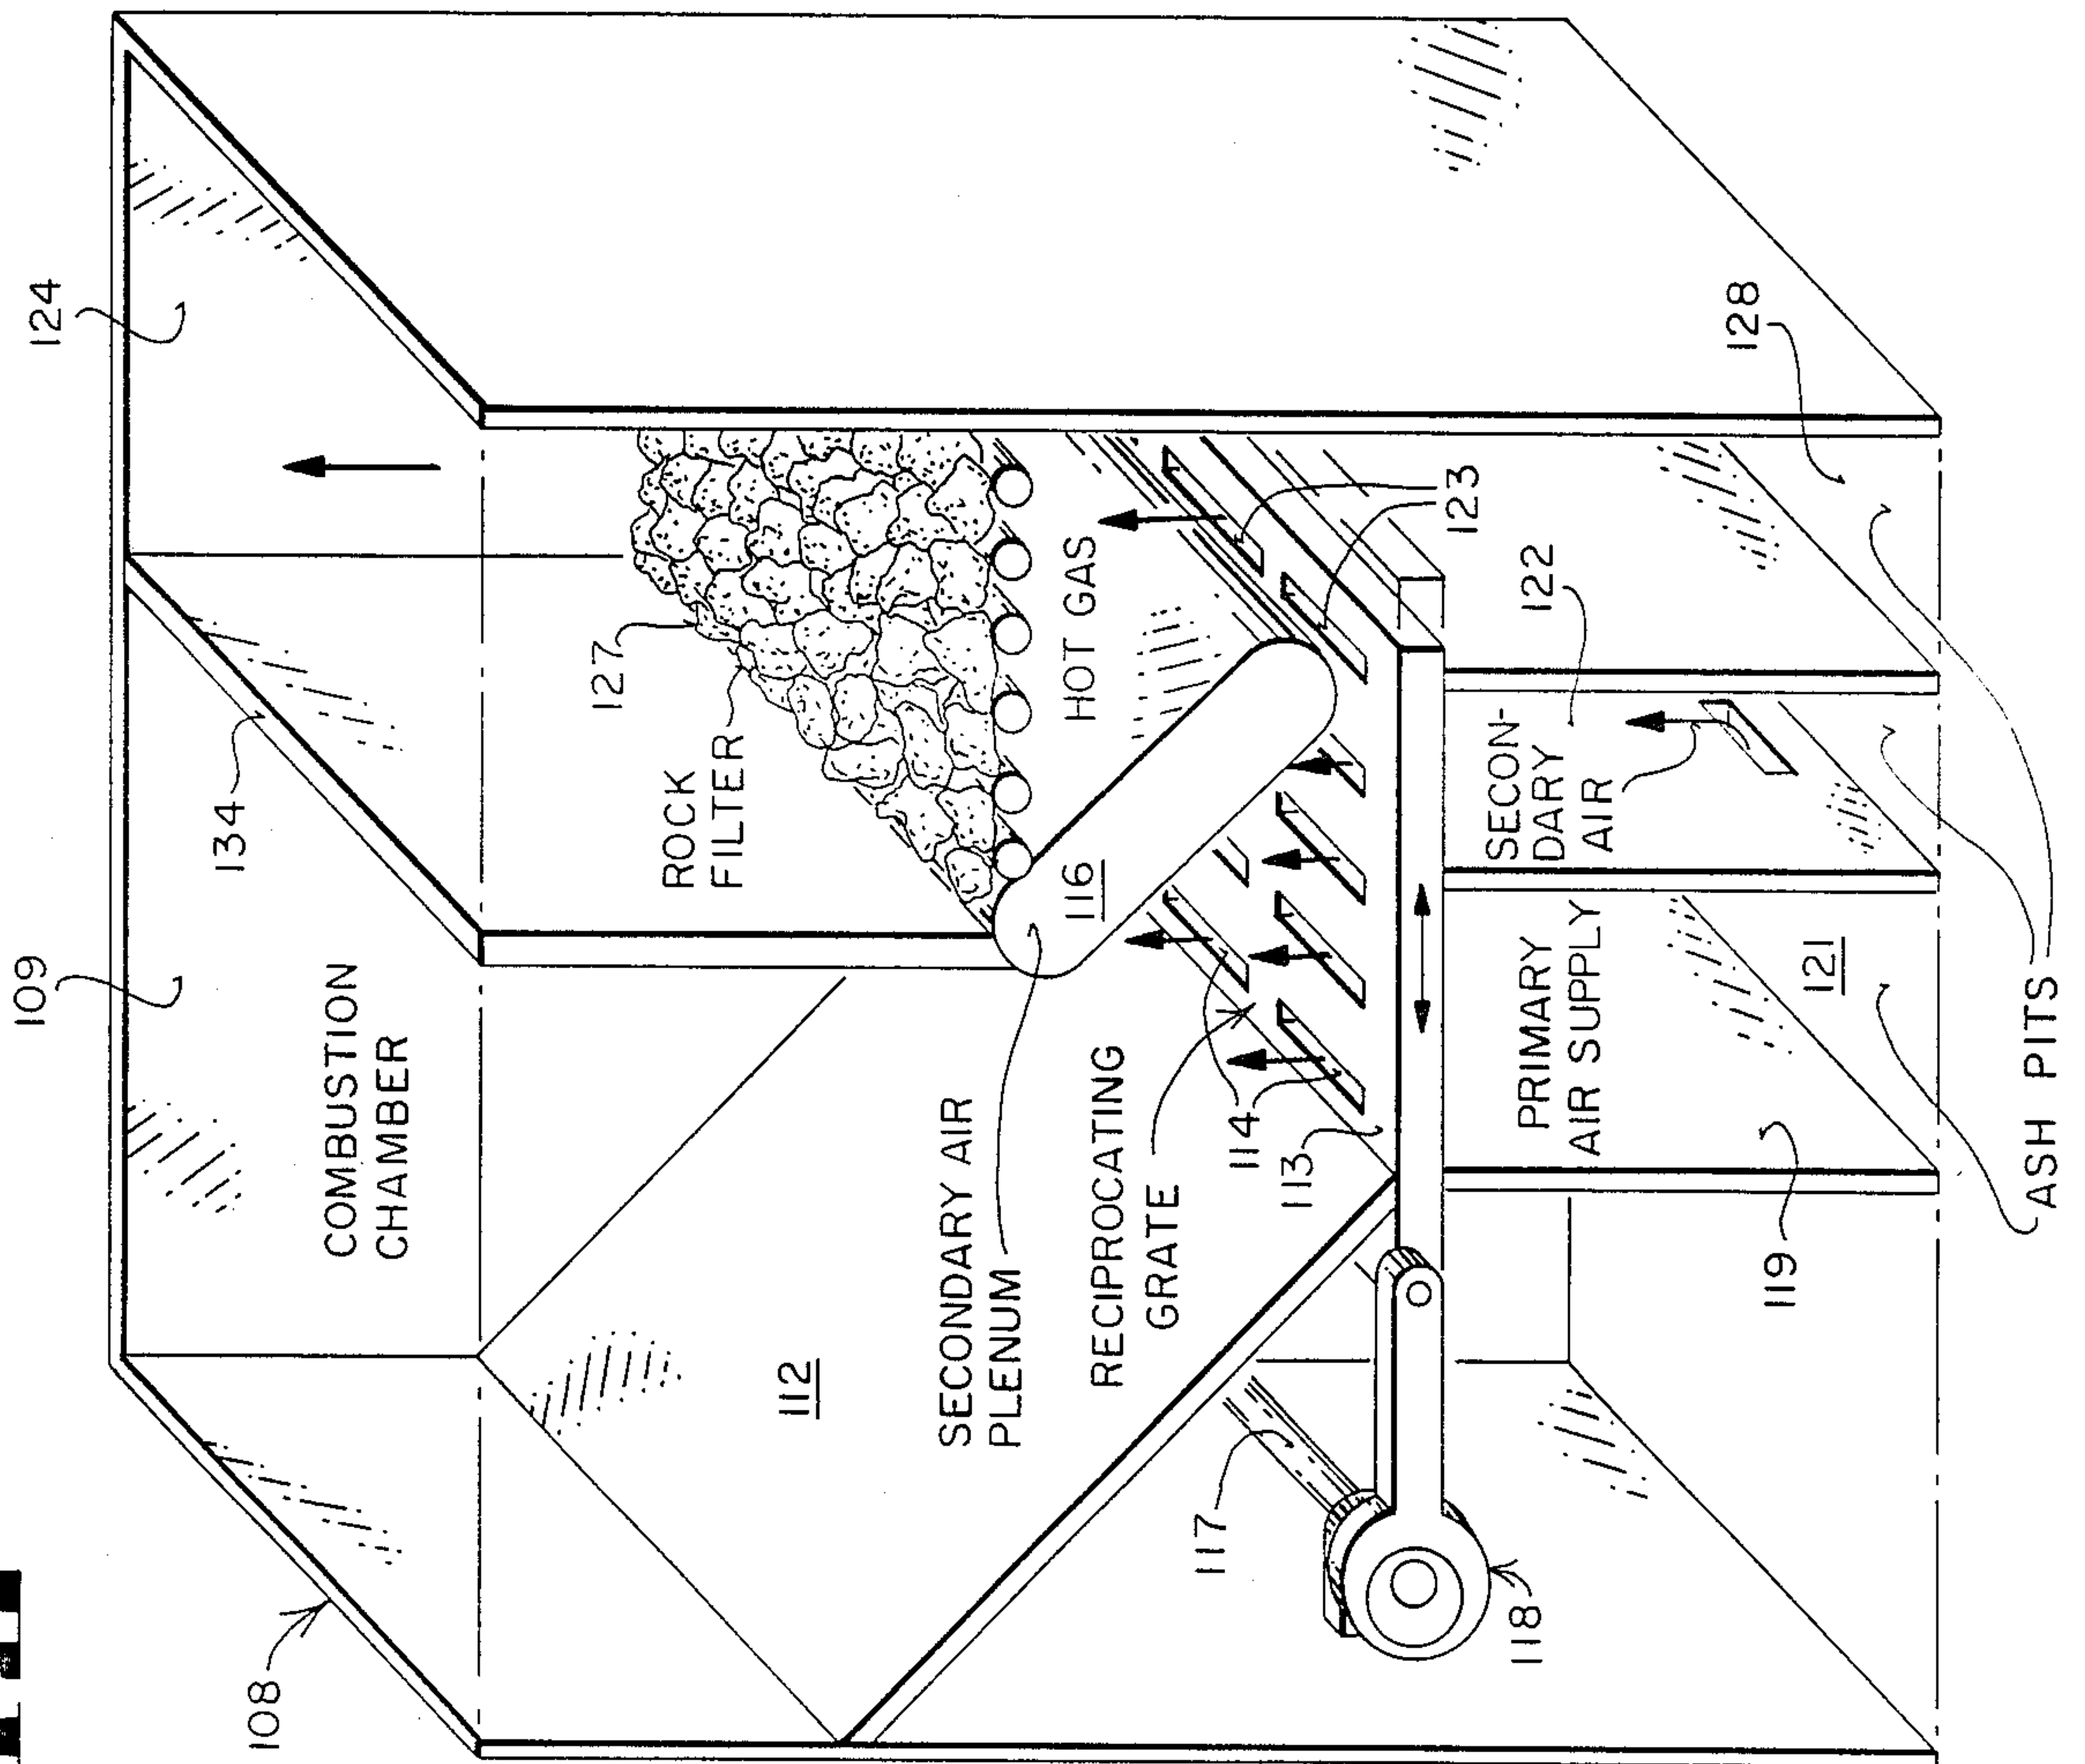 124
109
134
COMBUSTION
CHAMBER
108
127
ROCK
FILTER
112
SECONDARY AIR
PLENUM
116
HOT GAS
RECIPROCATING
GRATE
114
113
123
117
118
SECON-
DARY
AIR
122
128
PRIMARY
AIR SUPPLY
119
121
ASH PITS